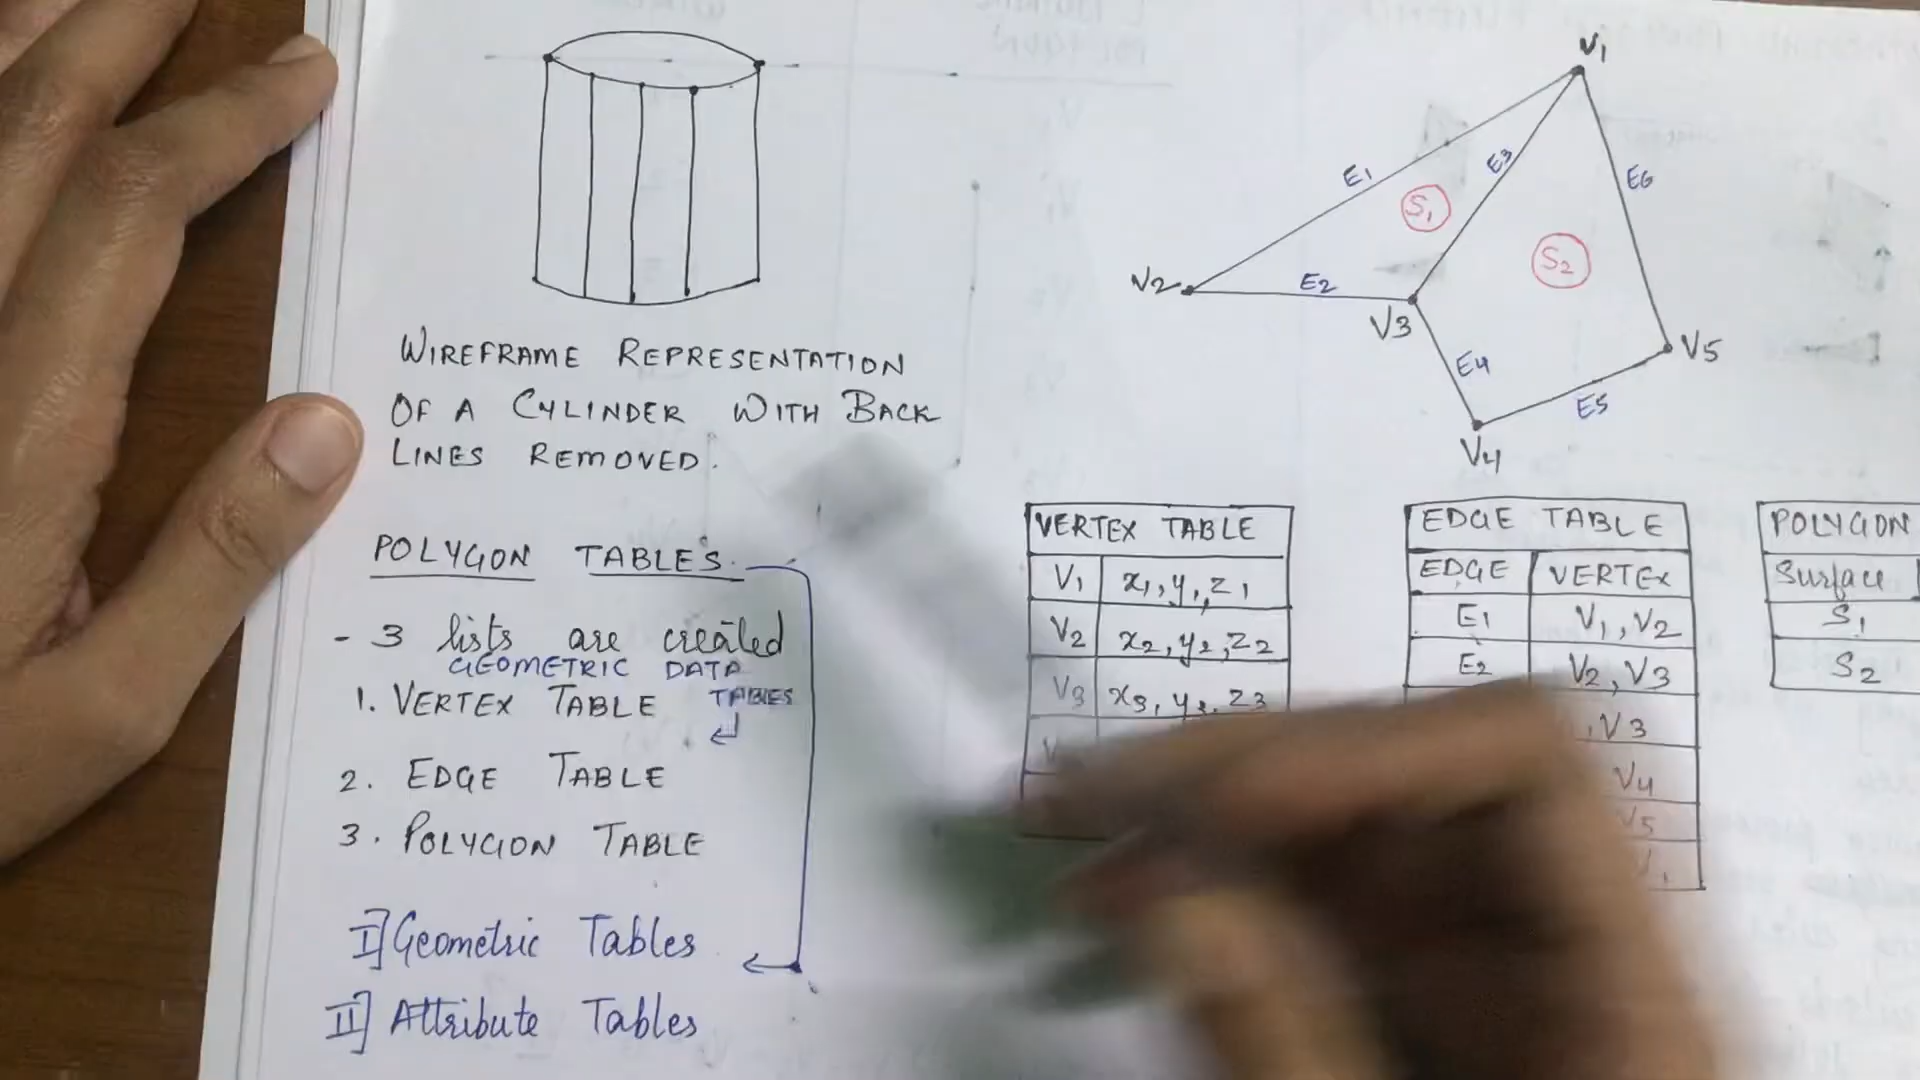 WIREFRAME REPRESENTATION
OF A CYLINDER WITH BACK
LINES REMOVED.
POLYGON TABLES.
- 3 lists are created
GEOMETRIC DATA
TABLES
1. VERTEX TABLE
2. EDGE TABLE
3. POLYGON TABLE
I] Geometric Tables
II] Attribute Tables
V1
E1
E3
E6
S1
S2
V2
E2
V3
V5
E4
E5
V4
VERTEX TABLE
V1 x1, y1, z1
V2 x2, y2, z2
V3 x3, y3, z3
V
EDGE TABLE
EDGE VERTEX
E1 V1, V2
E2 V2, V3
, V3
V4
V5
V1
POLYGON
Surface
S1
S2